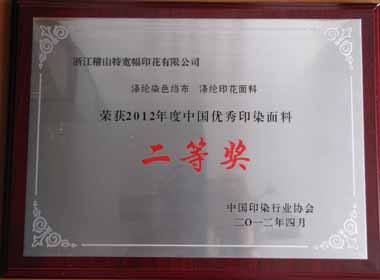 浙江稽山特宽幅印花有限公司
涤纶染色绉布　涤纶印花面料
荣获2012年度中国优秀印染面料
二等奖
中国印染行业协会
二〇一二年四月